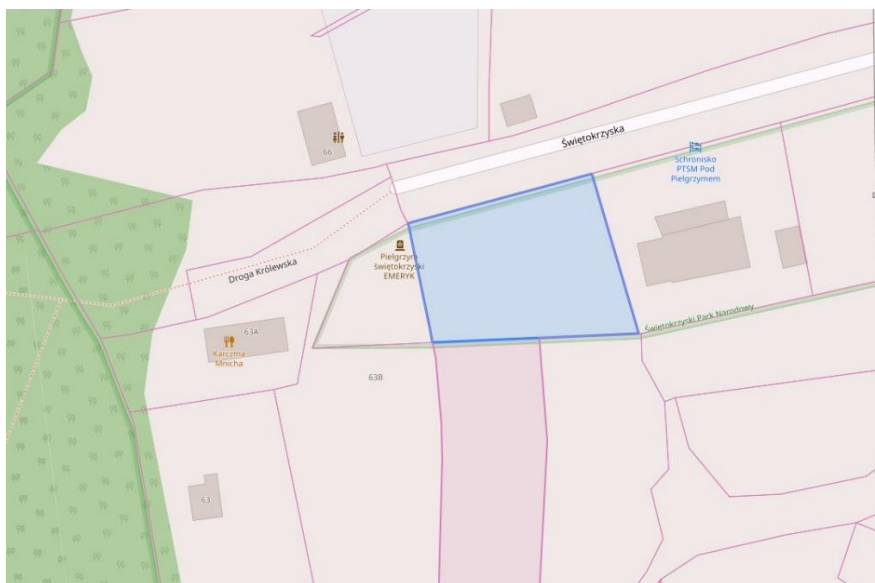 Świętokrzyska
66
Schronisko
PTSM Pod
Pielgrzymem
Pielgrzym
świętokrzyski
EMERYK
Droga Królewska
63A
Karczma
Mnicha
Świętokrzyski Park Narodowy
63B
63